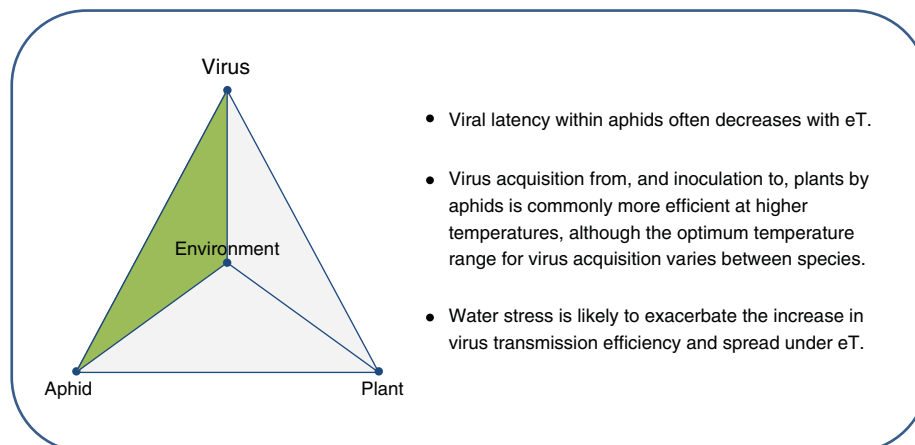 Virus
Environment
Aphid
Plant
• Viral latency within aphids often decreases with eT.
• Virus acquisition from, and inoculation to, plants by
aphids is commonly more efficient at higher
temperatures, although the optimum temperature
range for virus acquisition varies between species.
• Water stress is likely to exacerbate the increase in
virus transmission efficiency and spread under eT.